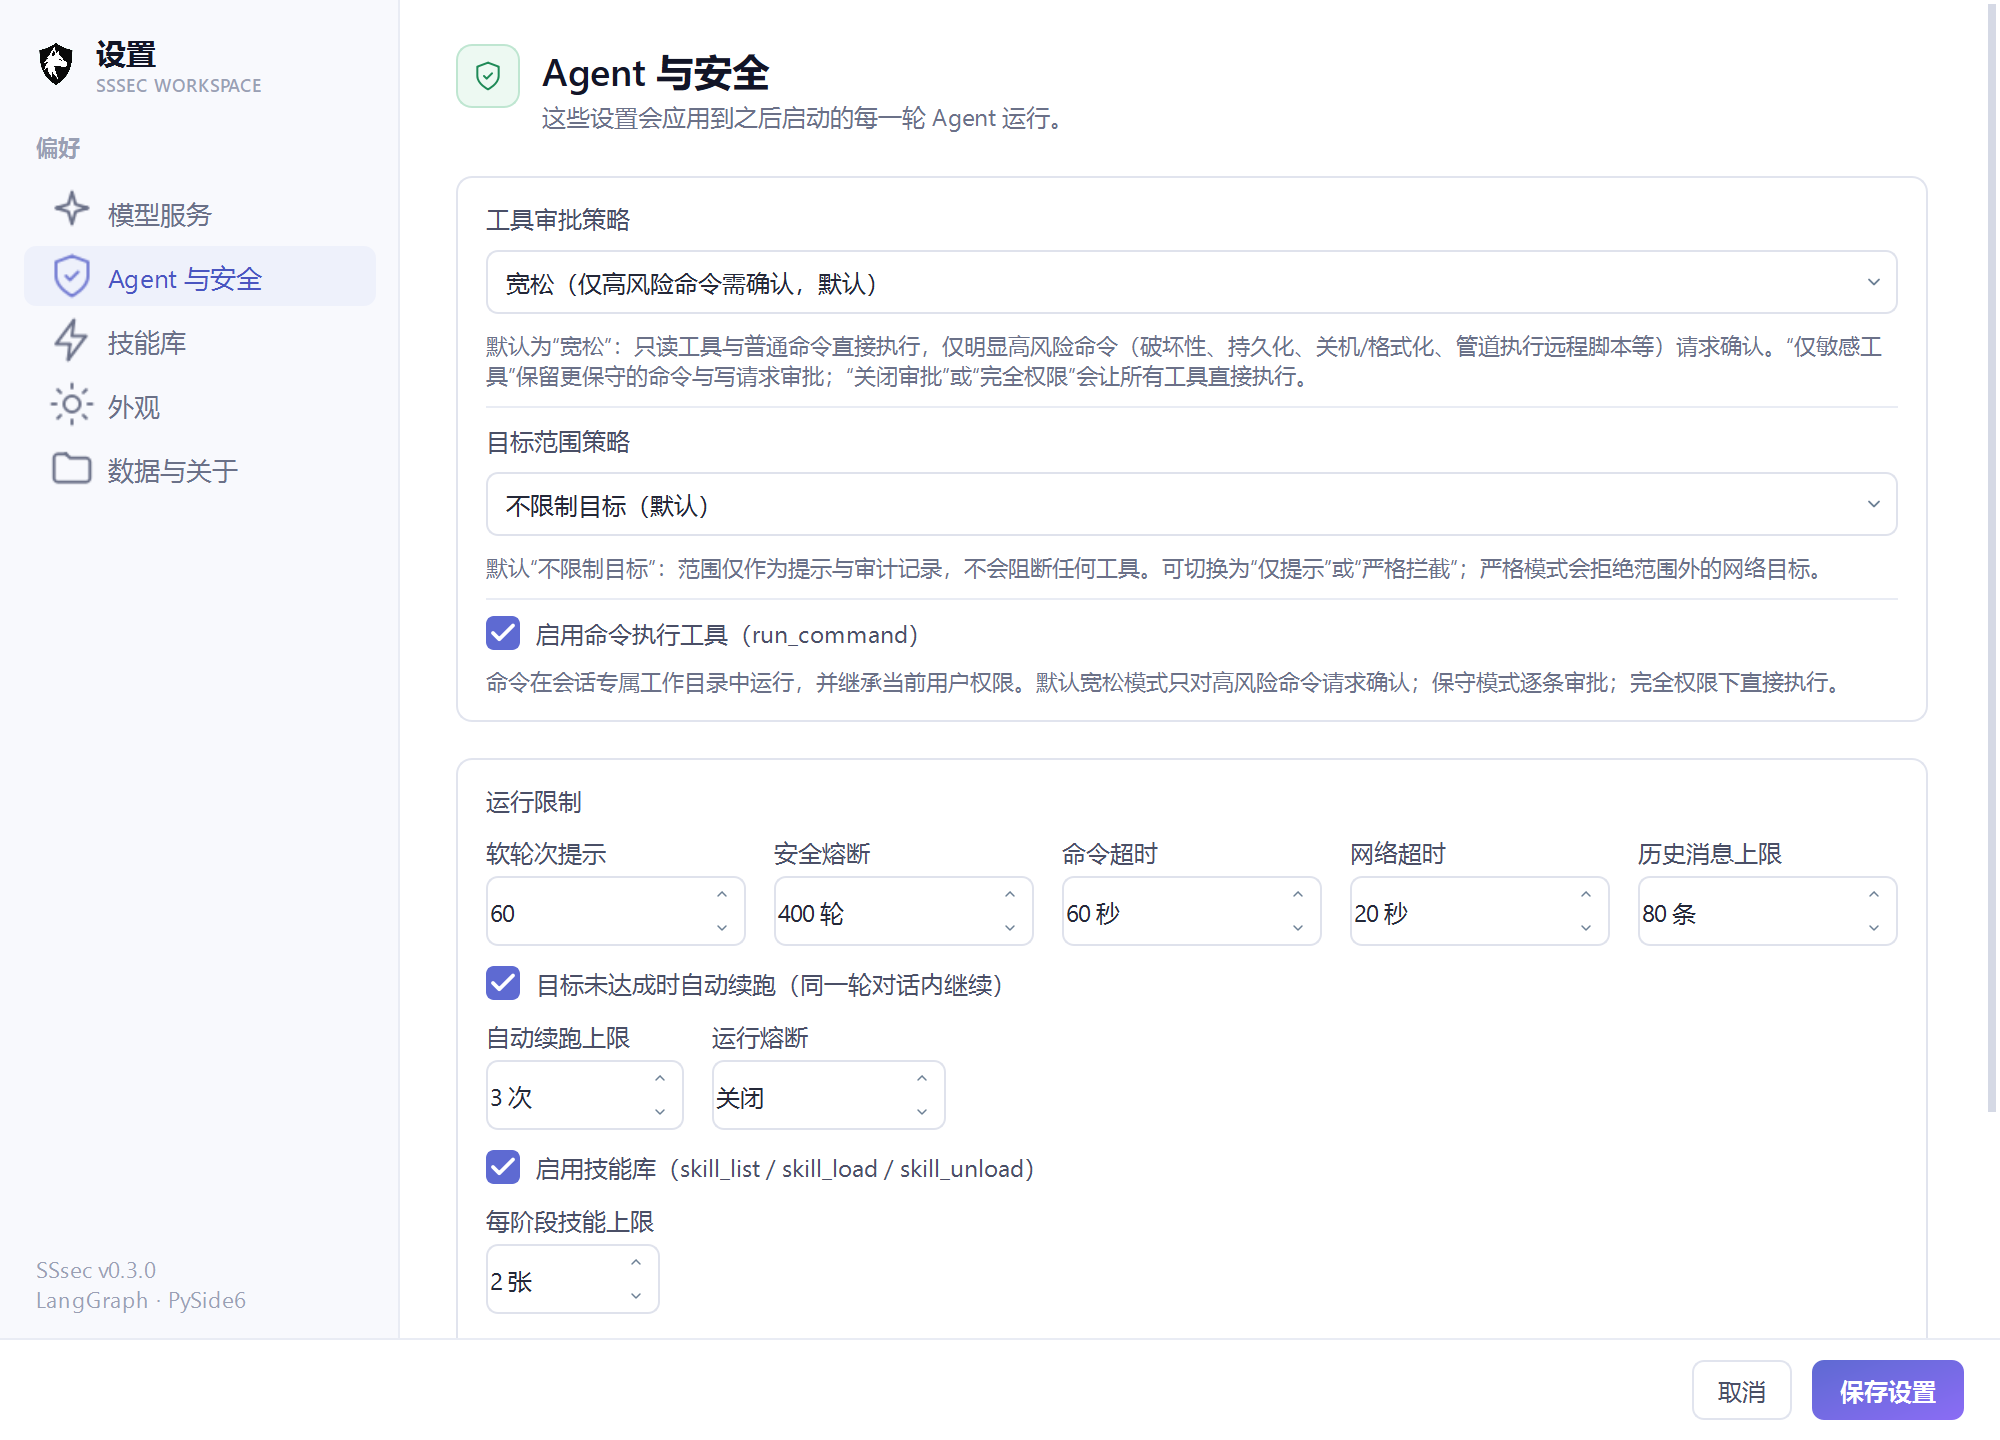 设置
SSSEC WORKSPACE
偏好
模型服务
Agent 与安全
技能库
外观
数据与关于
SSsec v0.3.0
LangGraph · PySide6
Agent 与安全
这些设置会应用到之后启动的每一轮 Agent 运行。
工具审批策略
宽松（仅高风险命令需确认，默认）
默认为“宽松”：只读工具与普通命令直接执行，仅明显高风险命令（破坏性、持久化、关机/格式化、管道执行远程脚本等）请求确认。“仅敏感工
具”保留更保守的命令与写请求审批；“关闭审批”或“完全权限”会让所有工具直接执行。
目标范围策略
不限制目标（默认）
默认“不限制目标”：范围仅作为提示与审计记录，不会阻断任何工具。可切换为“仅提示”或“严格拦截”；严格模式会拒绝范围外的网络目标。
启用命令执行工具（run_command）
命令在会话专属工作目录中运行，并继承当前用户权限。默认宽松模式只对高风险命令请求确认；保守模式逐条审批；完全权限下直接执行。
运行限制
软轮次提示 安全熔断 命令超时 网络超时 历史消息上限
60 400 轮 60 秒 20 秒 80 条
目标未达成时自动续跑（同一轮对话内继续）
自动续跑上限 运行熔断
3 次 关闭
启用技能库（skill_list / skill_load / skill_unload）
每阶段技能上限
2 张
取消 保存设置